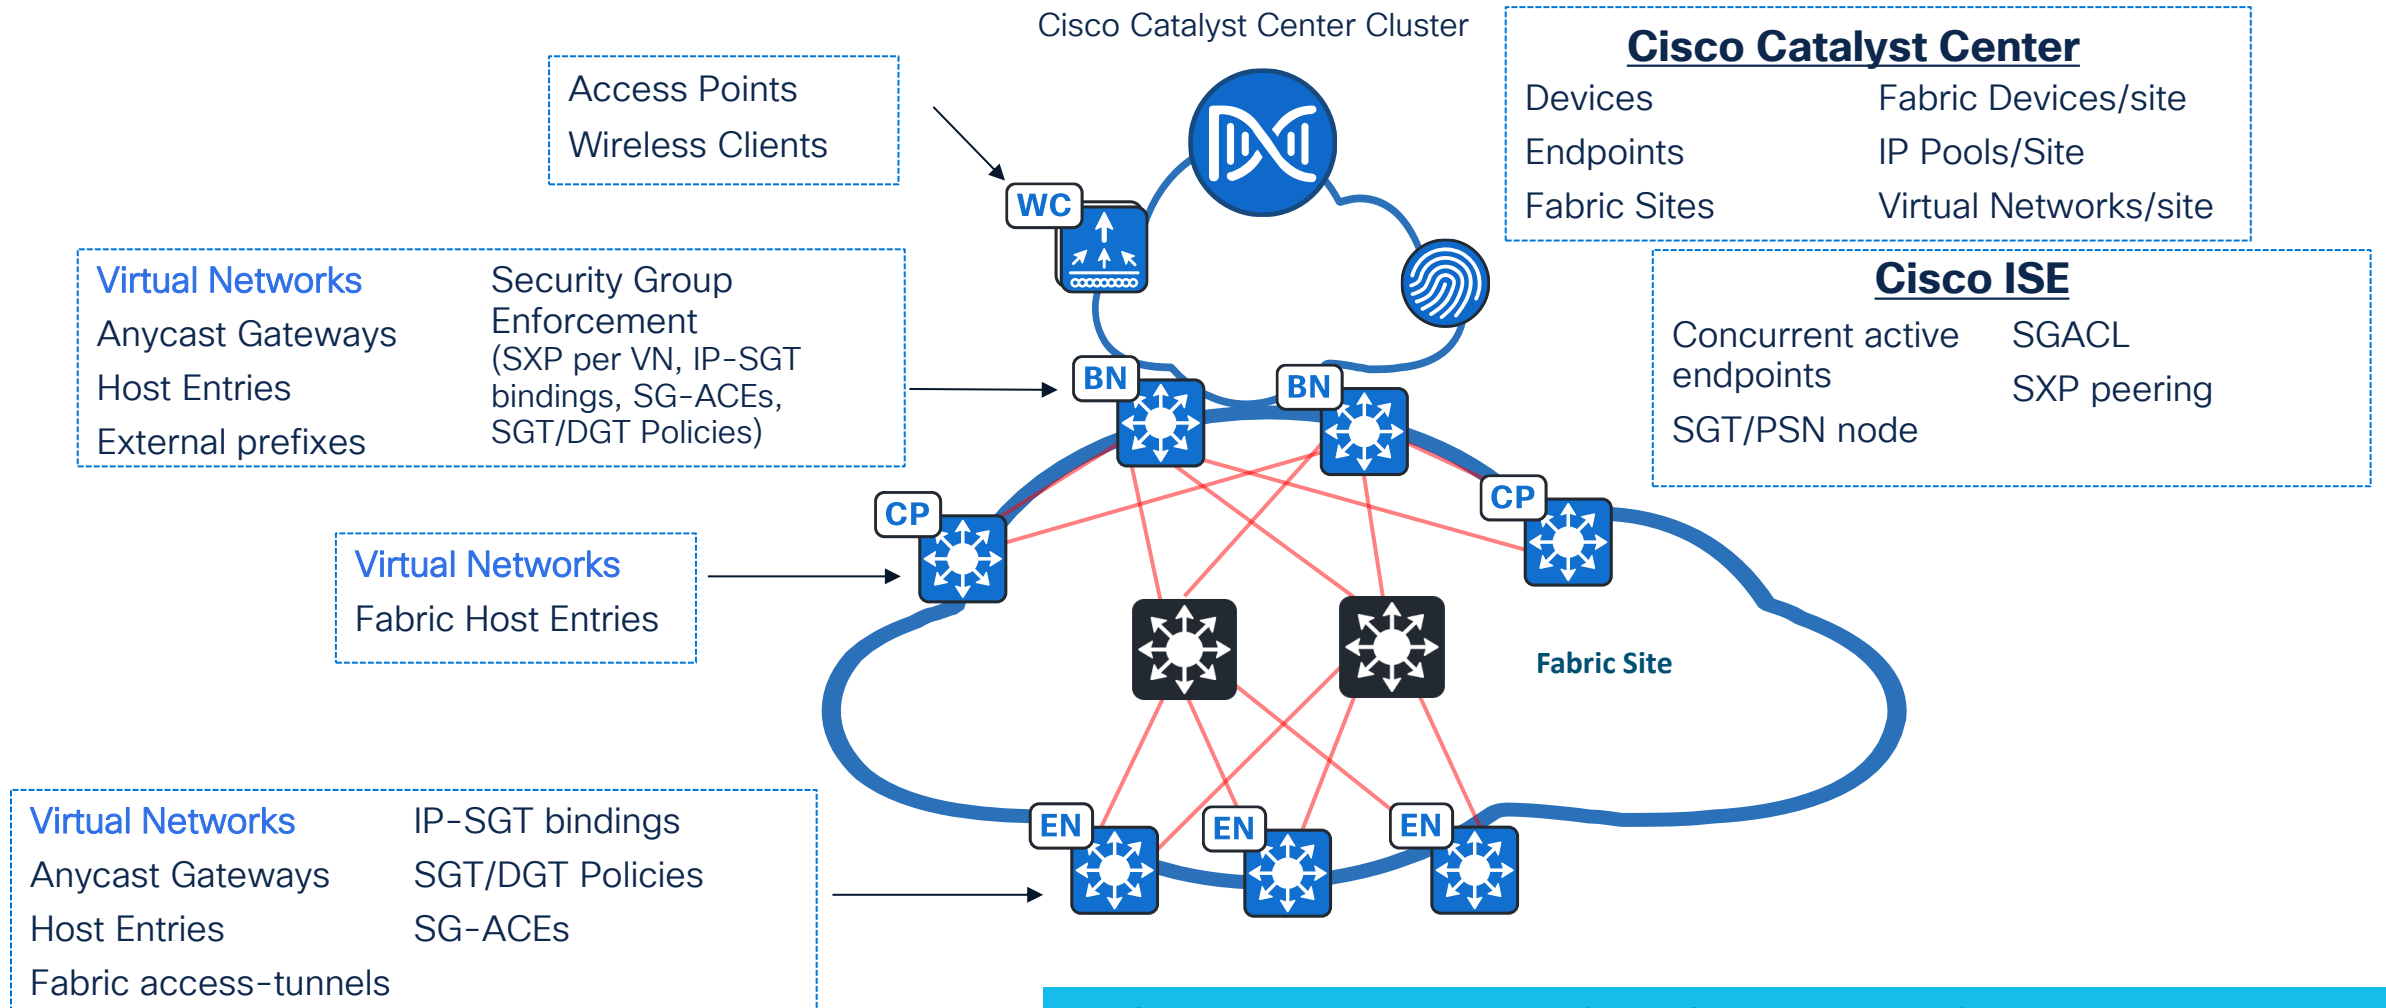 Cisco Catalyst Center Cluster
Access Points
Wireless Clients
Cisco Catalyst Center
Devices
Endpoints
Fabric Sites
Fabric Devices/site
IP Pools/Site
Virtual Networks/site
WC
Virtual Networks
Anycast Gateways
Host Entries
External prefixes
Security Group
Enforcement
(SXP per VN, IP-SGT
bindings, SG-ACEs,
SGT/DGT Policies)
Cisco ISE
Concurrent active
endpoints
SGT/PSN node
SGACL
SXP peering
BN
BN
CP
CP
Virtual Networks
Fabric Host Entries
Fabric Site
Virtual Networks
Anycast Gateways
Host Entries
Fabric access-tunnels
IP-SGT bindings
SGT/DGT Policies
SG-ACEs
EN
EN
EN